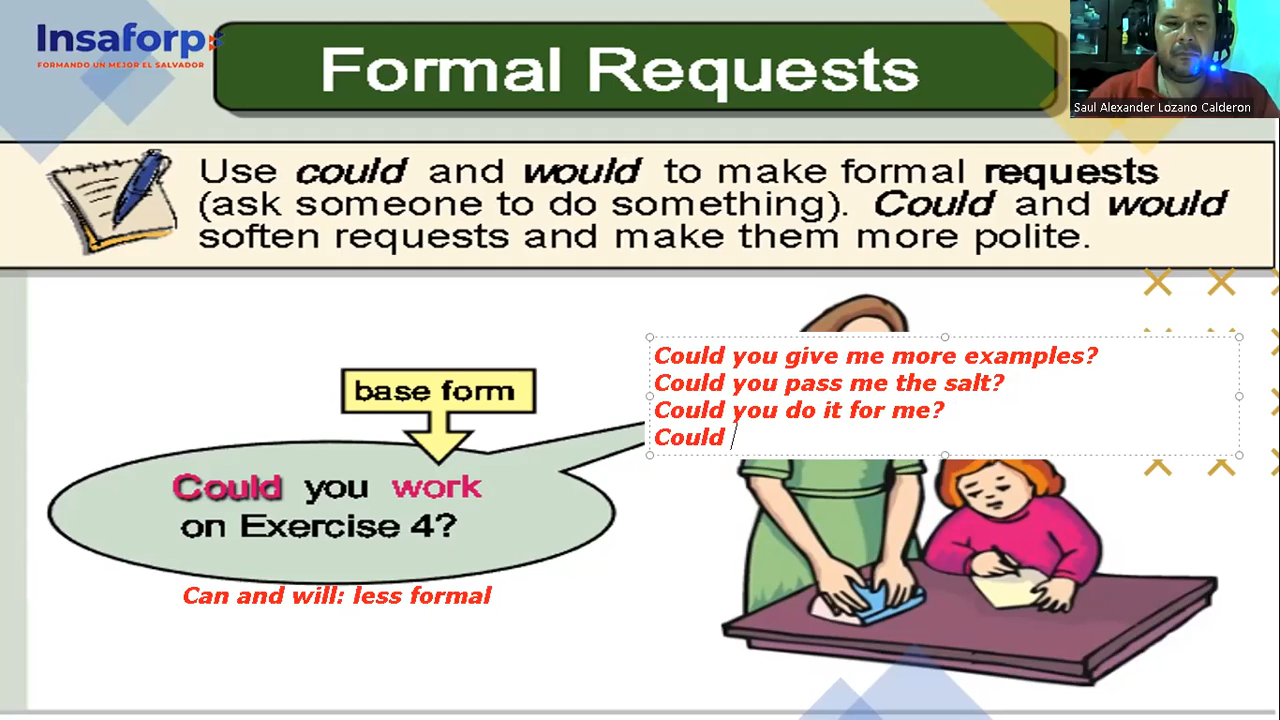 Insaforp
FORMANDO UN MEJOR EL SALVADOR
Formal Requests
Saul Alexander Lozano Calderon
Use could and would to make formal requests
(ask someone to do something). Could and would
soften requests and make them more polite.
base form
Could you work
on Exercise 4?
Can and will: less formal
Could you give me more examples?
Could you pass me the salt?
Could you do it for me?
Could